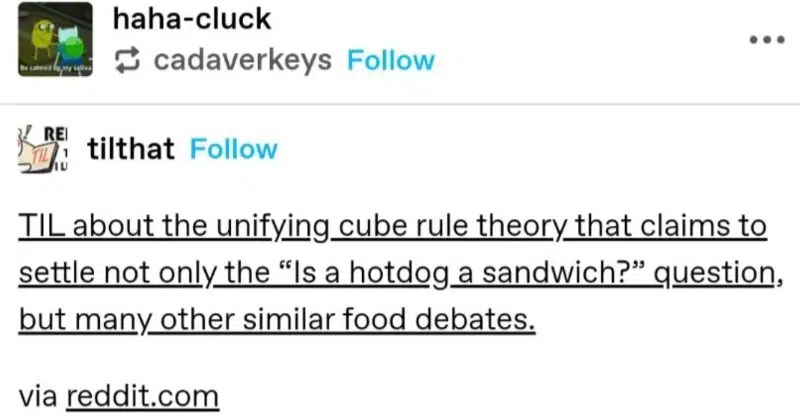 haha-cluck
cadaverkeys Follow
tilthat Follow
TIL about the unifying cube rule theory that claims to
settle not only the “Is a hotdog a sandwich?” question,
but many other similar food debates.
via reddit.com